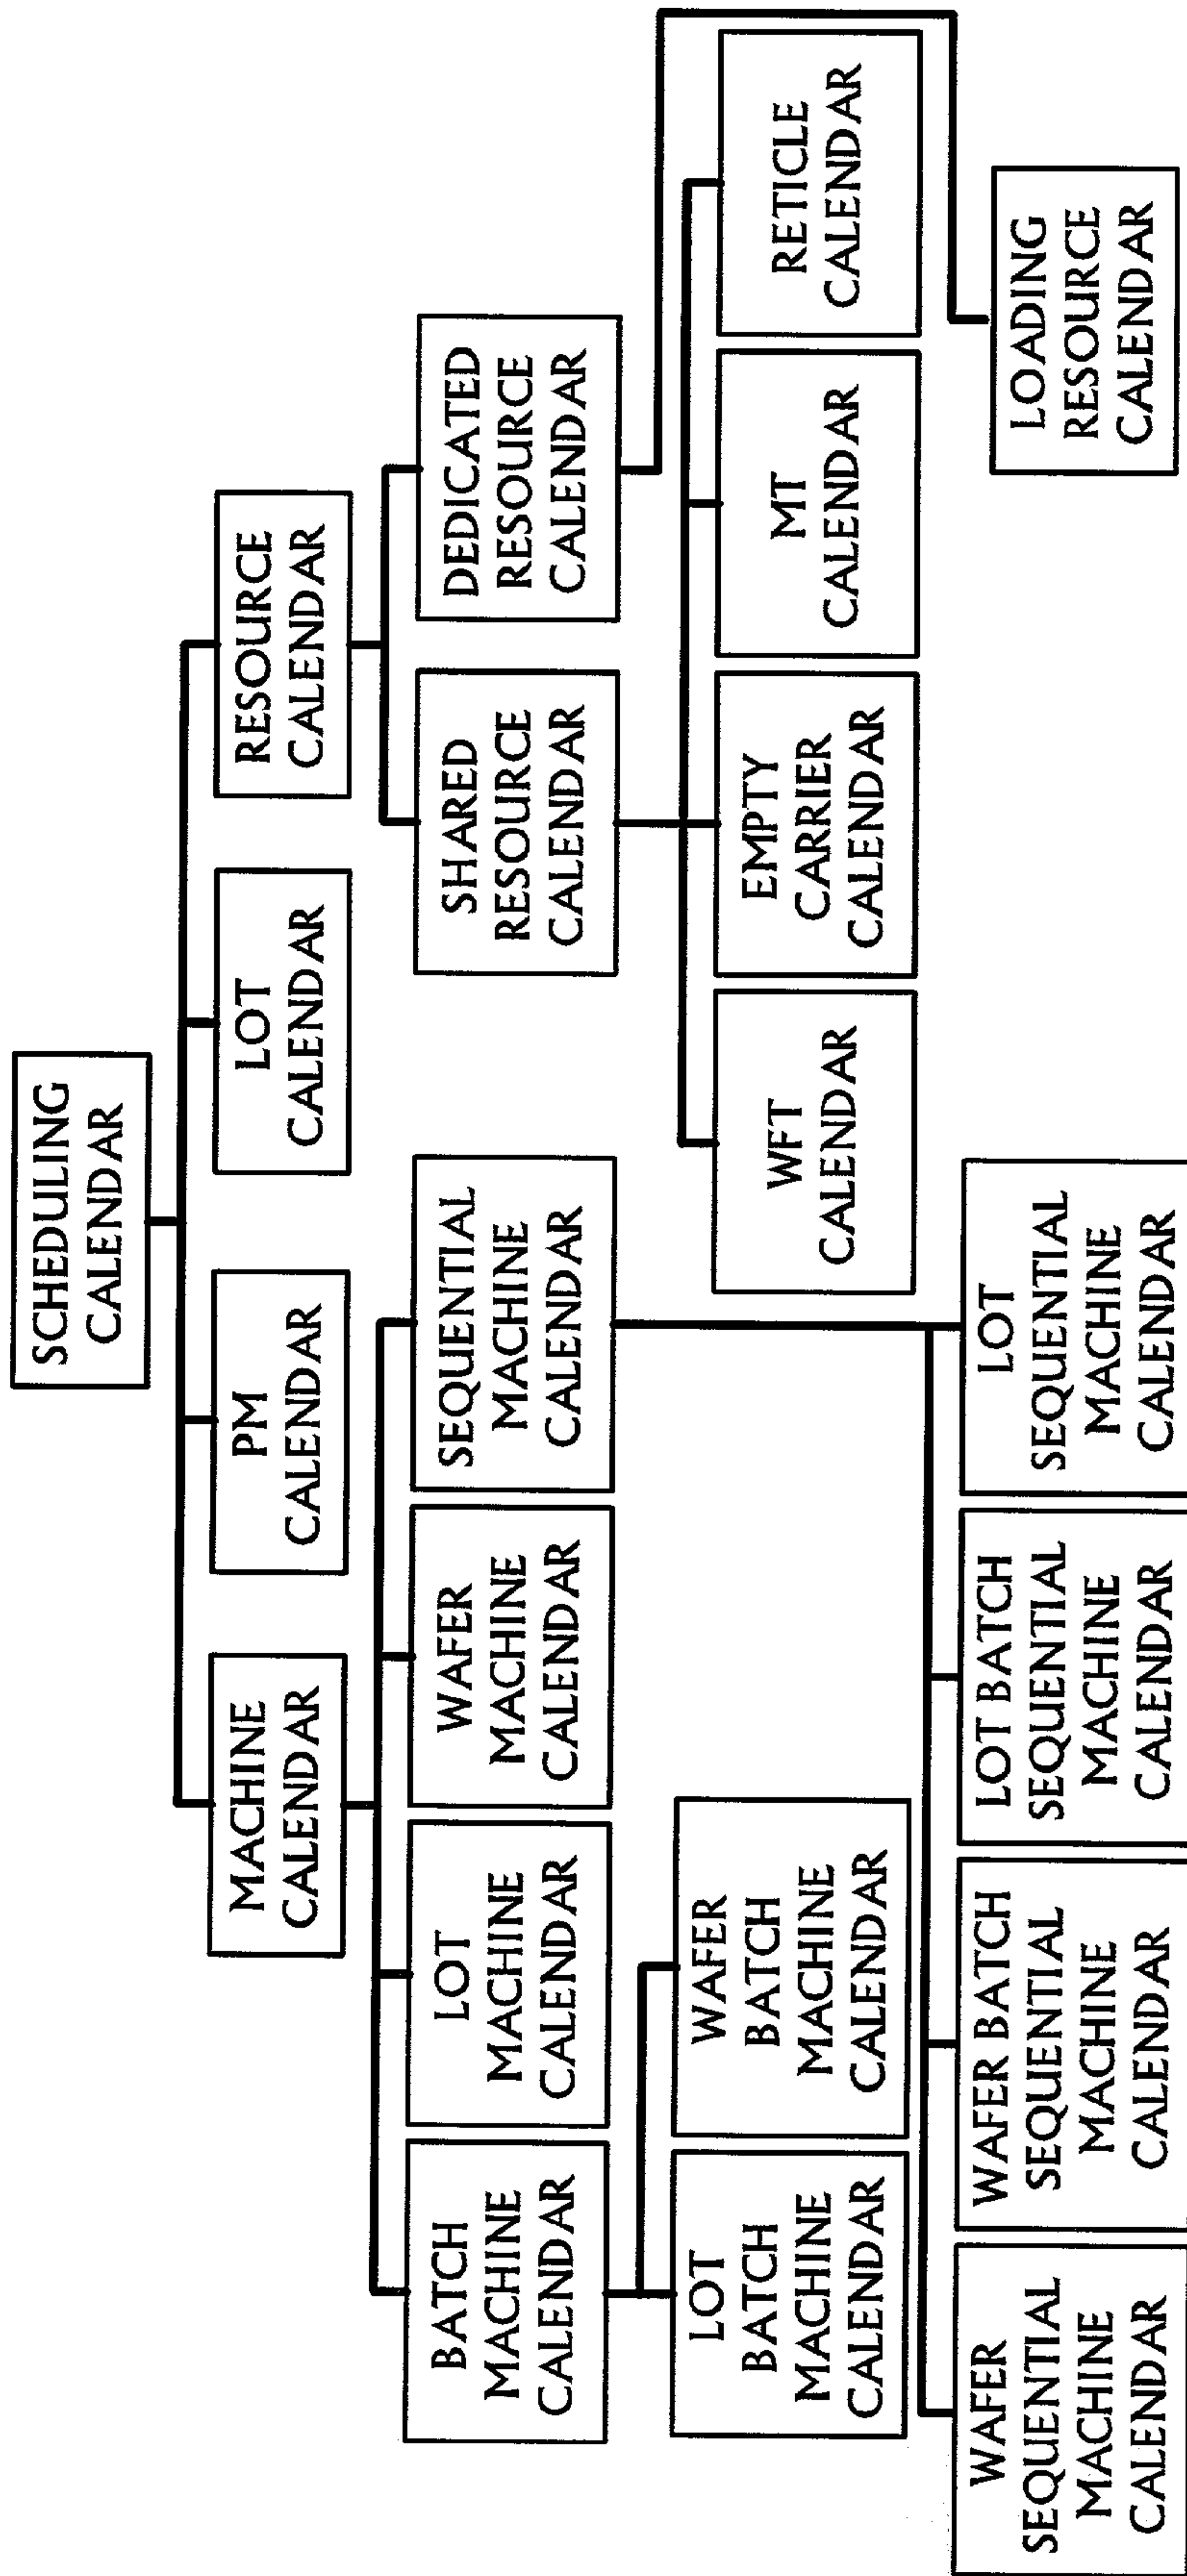 SCHEDULING
CALENDAR
MACHINE
CALENDAR
PM
CALENDAR
LOT
CALENDAR
RESOURCE
CALENDAR
BATCH
MACHINE
CALENDAR
LOT
MACHINE
CALENDAR
WAFER
MACHINE
CALENDAR
SEQUENTIAL
MACHINE
CALENDAR
SHARED
RESOURCE
CALENDAR
DEDICATED
RESOURCE
CALENDAR
LOT
BATCH
MACHINE
CALENDAR
WAFER
BATCH
MACHINE
CALENDAR
WFT
CALENDAR
EMPTY
CARRIER
CALENDAR
MT
CALENDAR
RETICLE
CALENDAR
WAFER
SEQUENTIAL
MACHINE
CALENDAR
WAFER BATCH
SEQUENTIAL
MACHINE
CALENDAR
LOT BATCH
SEQUENTIAL
MACHINE
CALENDAR
LOT
SEQUENTIAL
MACHINE
CALENDAR
LOADING
RESOURCE
CALENDAR